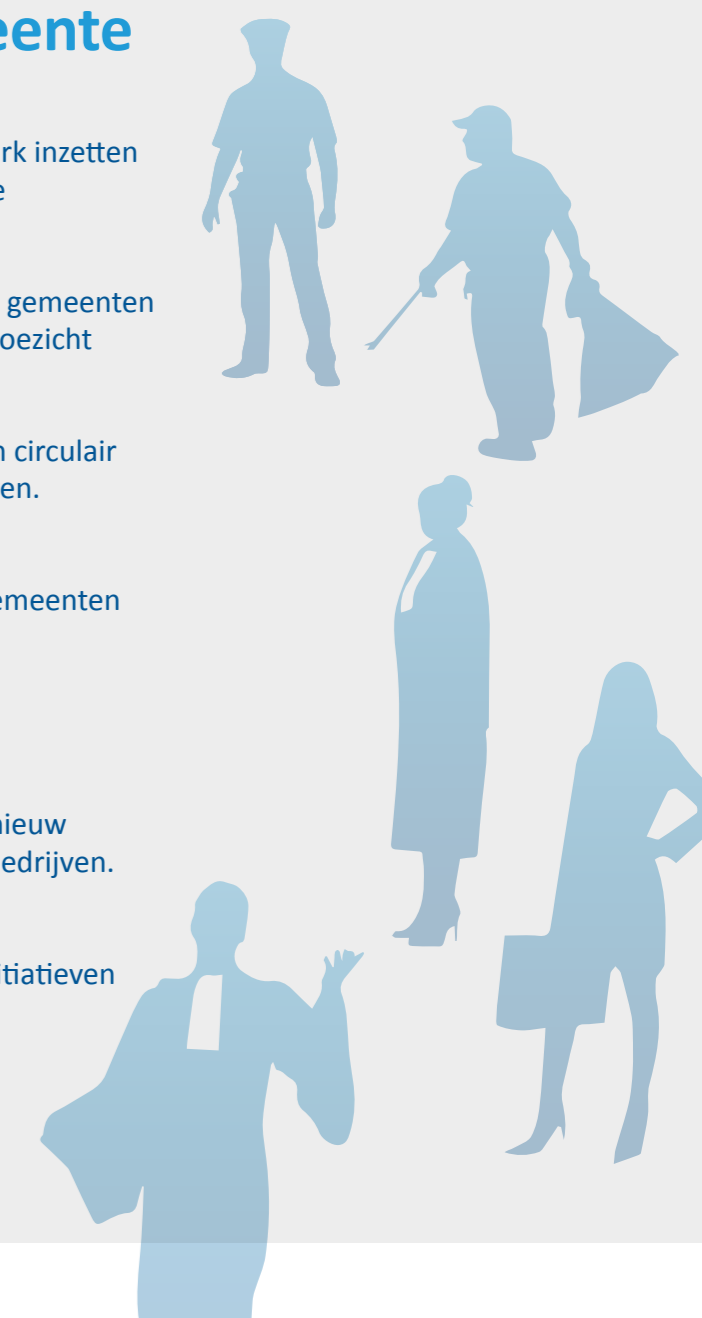 eente
rk inzetten
e
gemeenten
oezicht
n circulair
en.
emeenten
nieuw
edrijven.
itiatieven